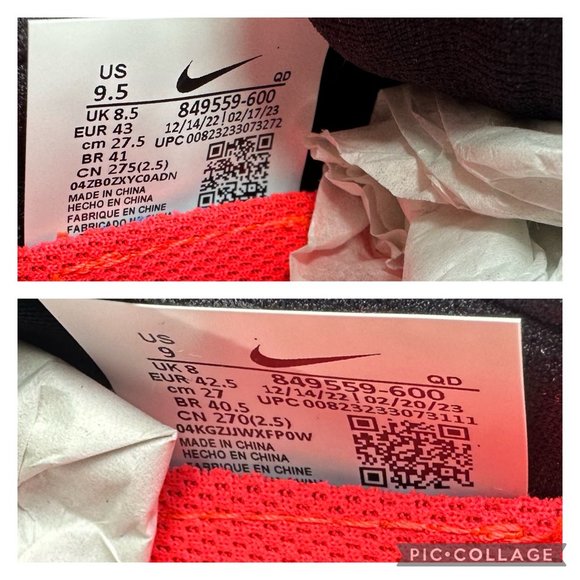 US
9.5
QD
UK 8.5
849559-600
EUR 43
12/14/22 | 02/17/23
cm 27.5
UPC 00823233073272
BR 41
CN 275(2.5)
04ZB0ZXYC0ADN
MADE IN CHINA
HECHO EN CHINA
FABRIQUE EN CHINE
FABRICADO
US
9
QD
UK 8
849559-600
EUR 42.5
12/14/22 | 02/20/23
cm 27
UPC 00823233073111
BR 40.5
CN 270(2.5)
04KGZJJWXFP0W
MADE IN CHINA
HECHO EN CHINA
FABRIQUE EN CHINE
PIC•COLLAGE